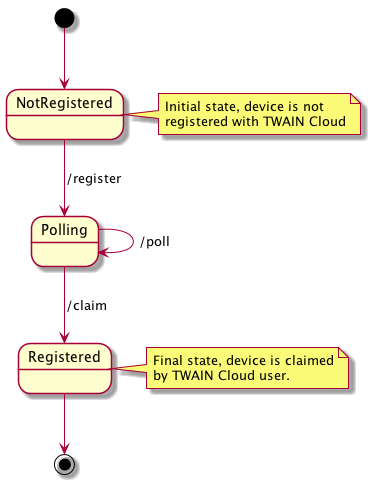 NotRegistered
Initial state, device is not
registered with TWAIN Cloud
/register
Polling
/poll
/claim
Registered
Final state, device is claimed
by TWAIN Cloud user.